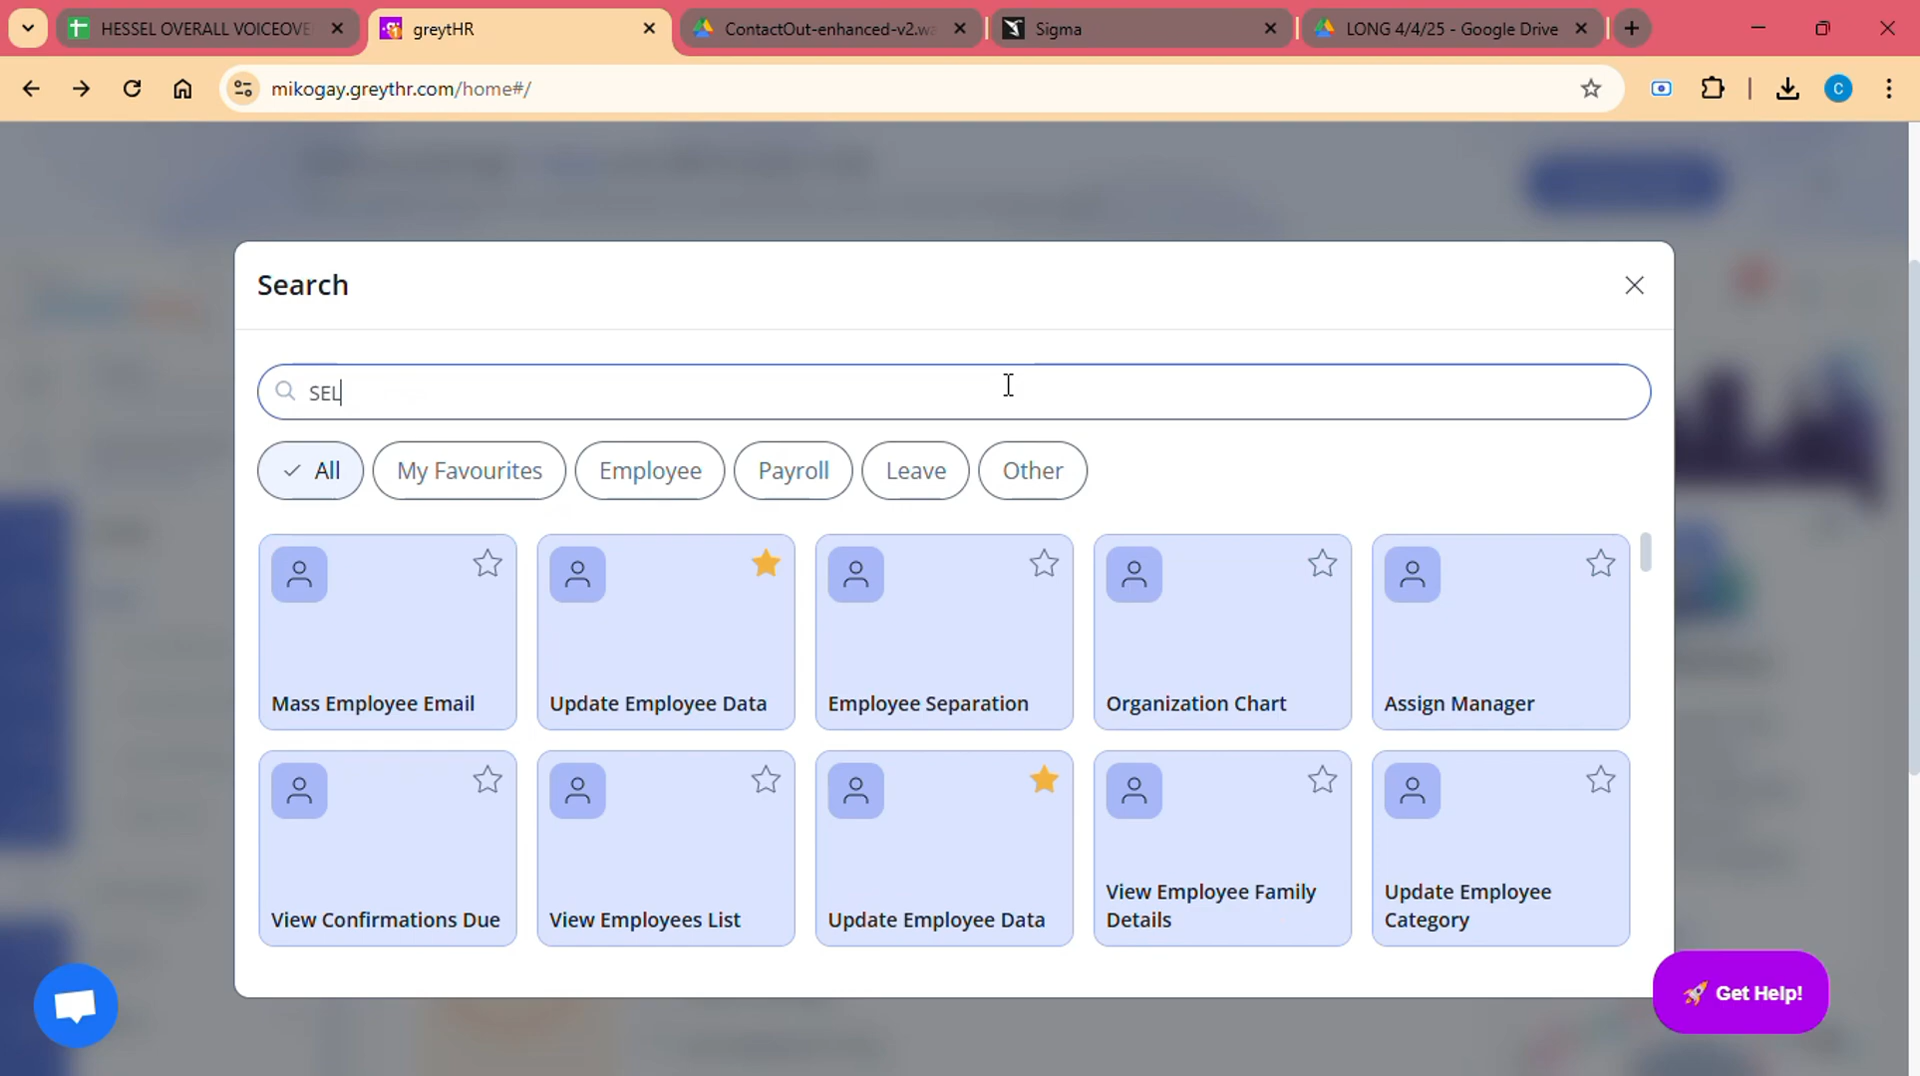 HESSEL OVERALL VOICEOVE
greytHR
ContactOut-enhanced-v2.wa
Sigma
LONG 4/4/25 - Google Drive
mikogay.greythr.com/home#/
C
Search
SEL
All
My Favourites
Employee
Payroll
Leave
Other
Mass Employee Email
Update Employee Data
Employee Separation
Organization Chart
Assign Manager
View Confirmations Due
View Employees List
Update Employee Data
View Employee Family
Details
Update Employee
Category
🚀 Get Help!